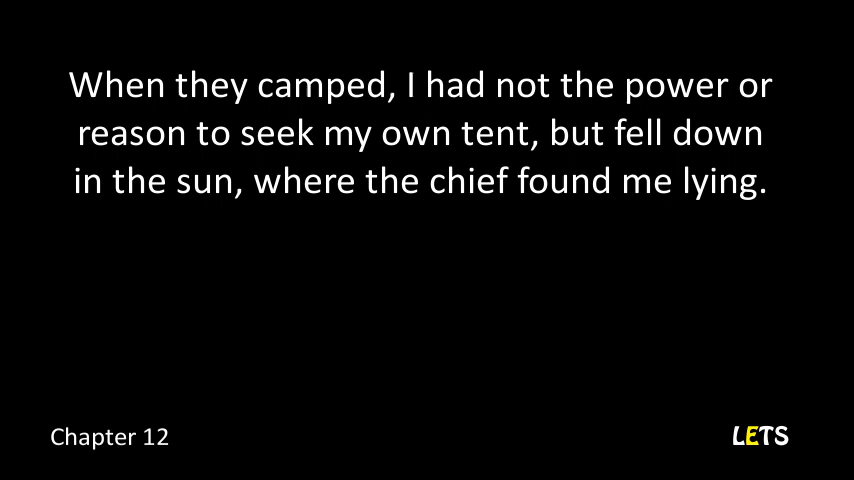 When they camped, I had not the power or
reason to seek my own tent, but fell down
in the sun, where the chief found me lying.
Chapter 12
LETS